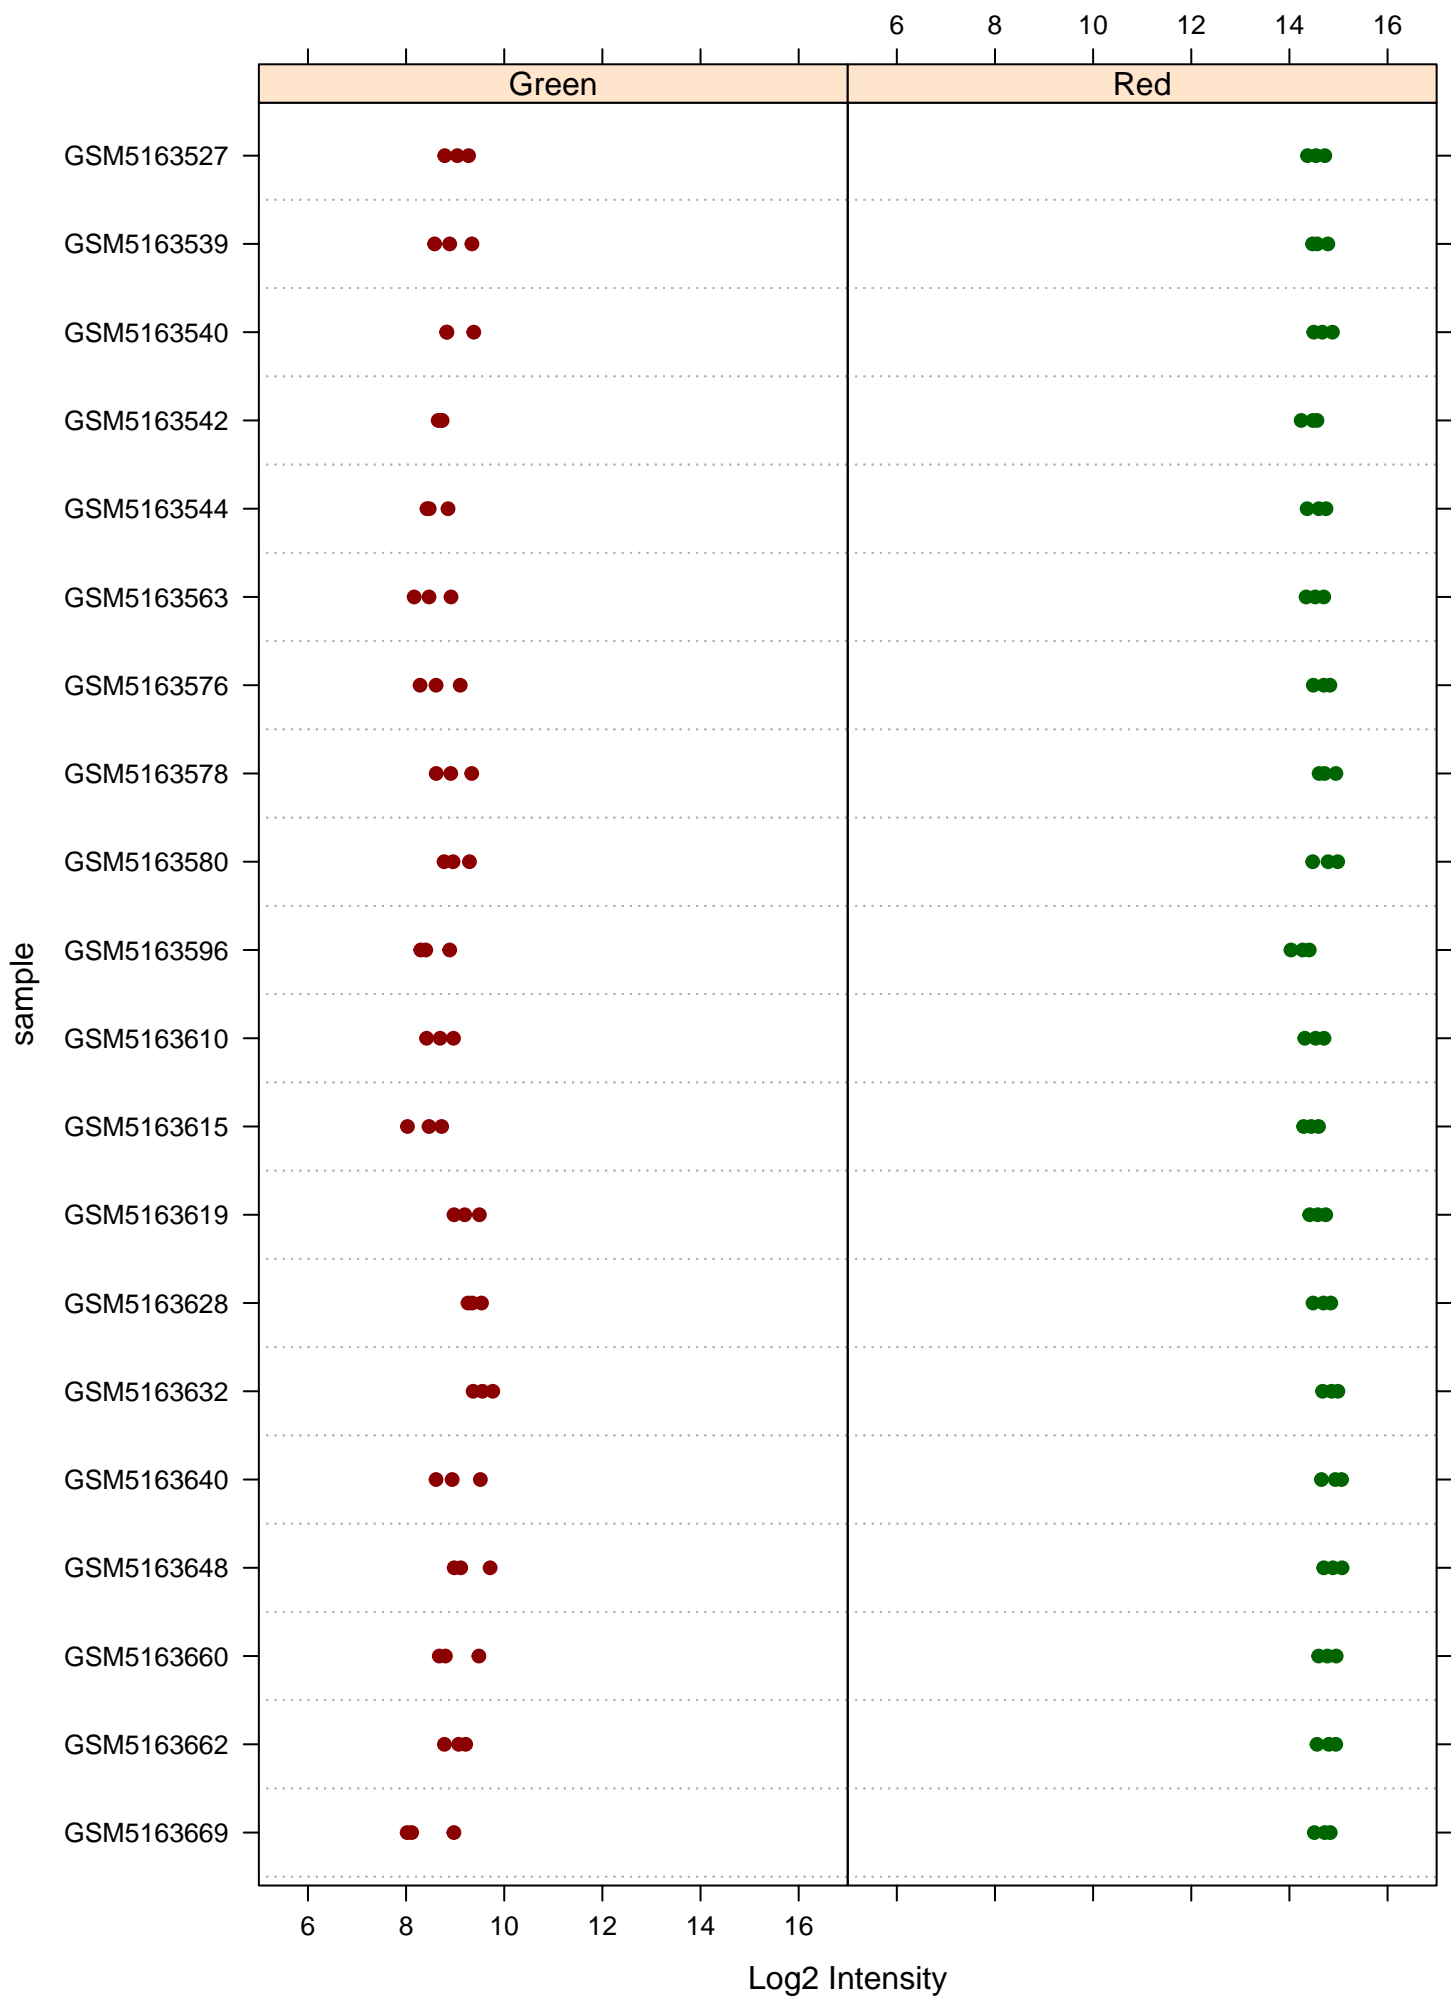 6 8 10 12 14 16
Green Red
GSM5163527
GSM5163539
GSM5163540
GSM5163542
GSM5163544
GSM5163563
GSM5163576
GSM5163578
GSM5163580
GSM5163596
GSM5163610
GSM5163615
GSM5163619
GSM5163628
GSM5163632
GSM5163640
GSM5163648
GSM5163660
GSM5163662
GSM5163669
sample
6 8 10 12 14 16
Log2 Intensity